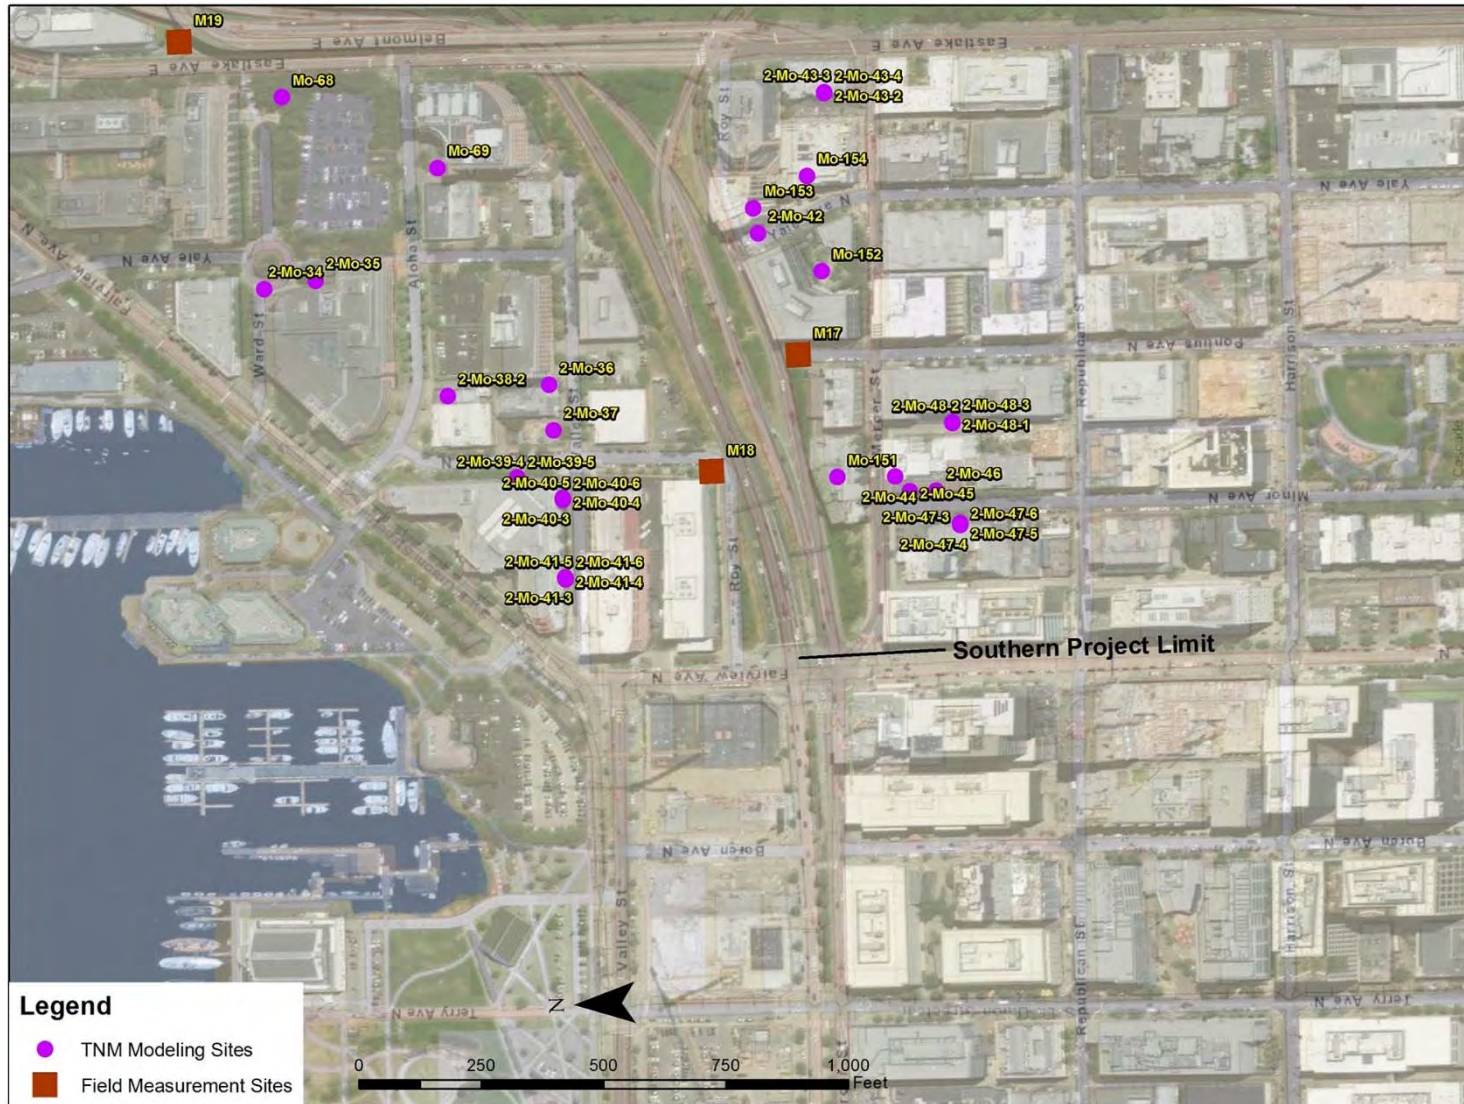 M19
Belmont Ave E
Eastlake Ave E
Eastlake Ave E
Mo-68
2-Mo-43-3 2-Mo-43-4
2-Mo-43-2
Roy St
Mo-69
Mo-154
Yale Ave N
Mo-153
2-Mo-42
Yale Ave N
Aloha St
Fairview Ave N
Yale Ave N
2-Mo-34
2-Mo-35
Mo-152
Ward St
M17
Pontius Ave N
Republican St
Harrison St
Mercer St
2-Mo-38-2
2-Mo-36
2-Mo-48-2 2-Mo-48-3
2-Mo-48-1
2-Mo-37
M18
N
2-Mo-39-4 2-Mo-39-5
Mo-151
2-Mo-46
2-Mo-40-5 2-Mo-40-6
2-Mo-44 2-Mo-45
Minor Ave N
2-Mo-40-4
2-Mo-40-3
2-Mo-47-3 2-Mo-47-6
2-Mo-47-5
2-Mo-47-4
2-Mo-41-5 2-Mo-41-6
2-Mo-41-4
2-Mo-41-3
Roy St
Southern Project Limit
Fairview Ave N
Boren Ave N
Boren Ave N
Valley St
Harrison St
Republican St
Terry Ave N
N
Terry Ave N
Legend
TNM Modeling Sites
Field Measurement Sites
0 250 500 750 1,000
Feet